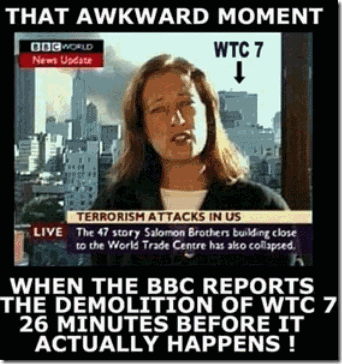 THAT AWKWARD MOMENT
BBC WORLD
News Update
WTC 7
TERRORISM ATTACKS IN US
LIVE
The 47 story Salomon Brothers building close
to the World Trade Centre has also collapsed.
WHEN THE BBC REPORTS
THE DEMOLITION OF WTC 7
26 MINUTES BEFORE IT
ACTUALLY HAPPENS !